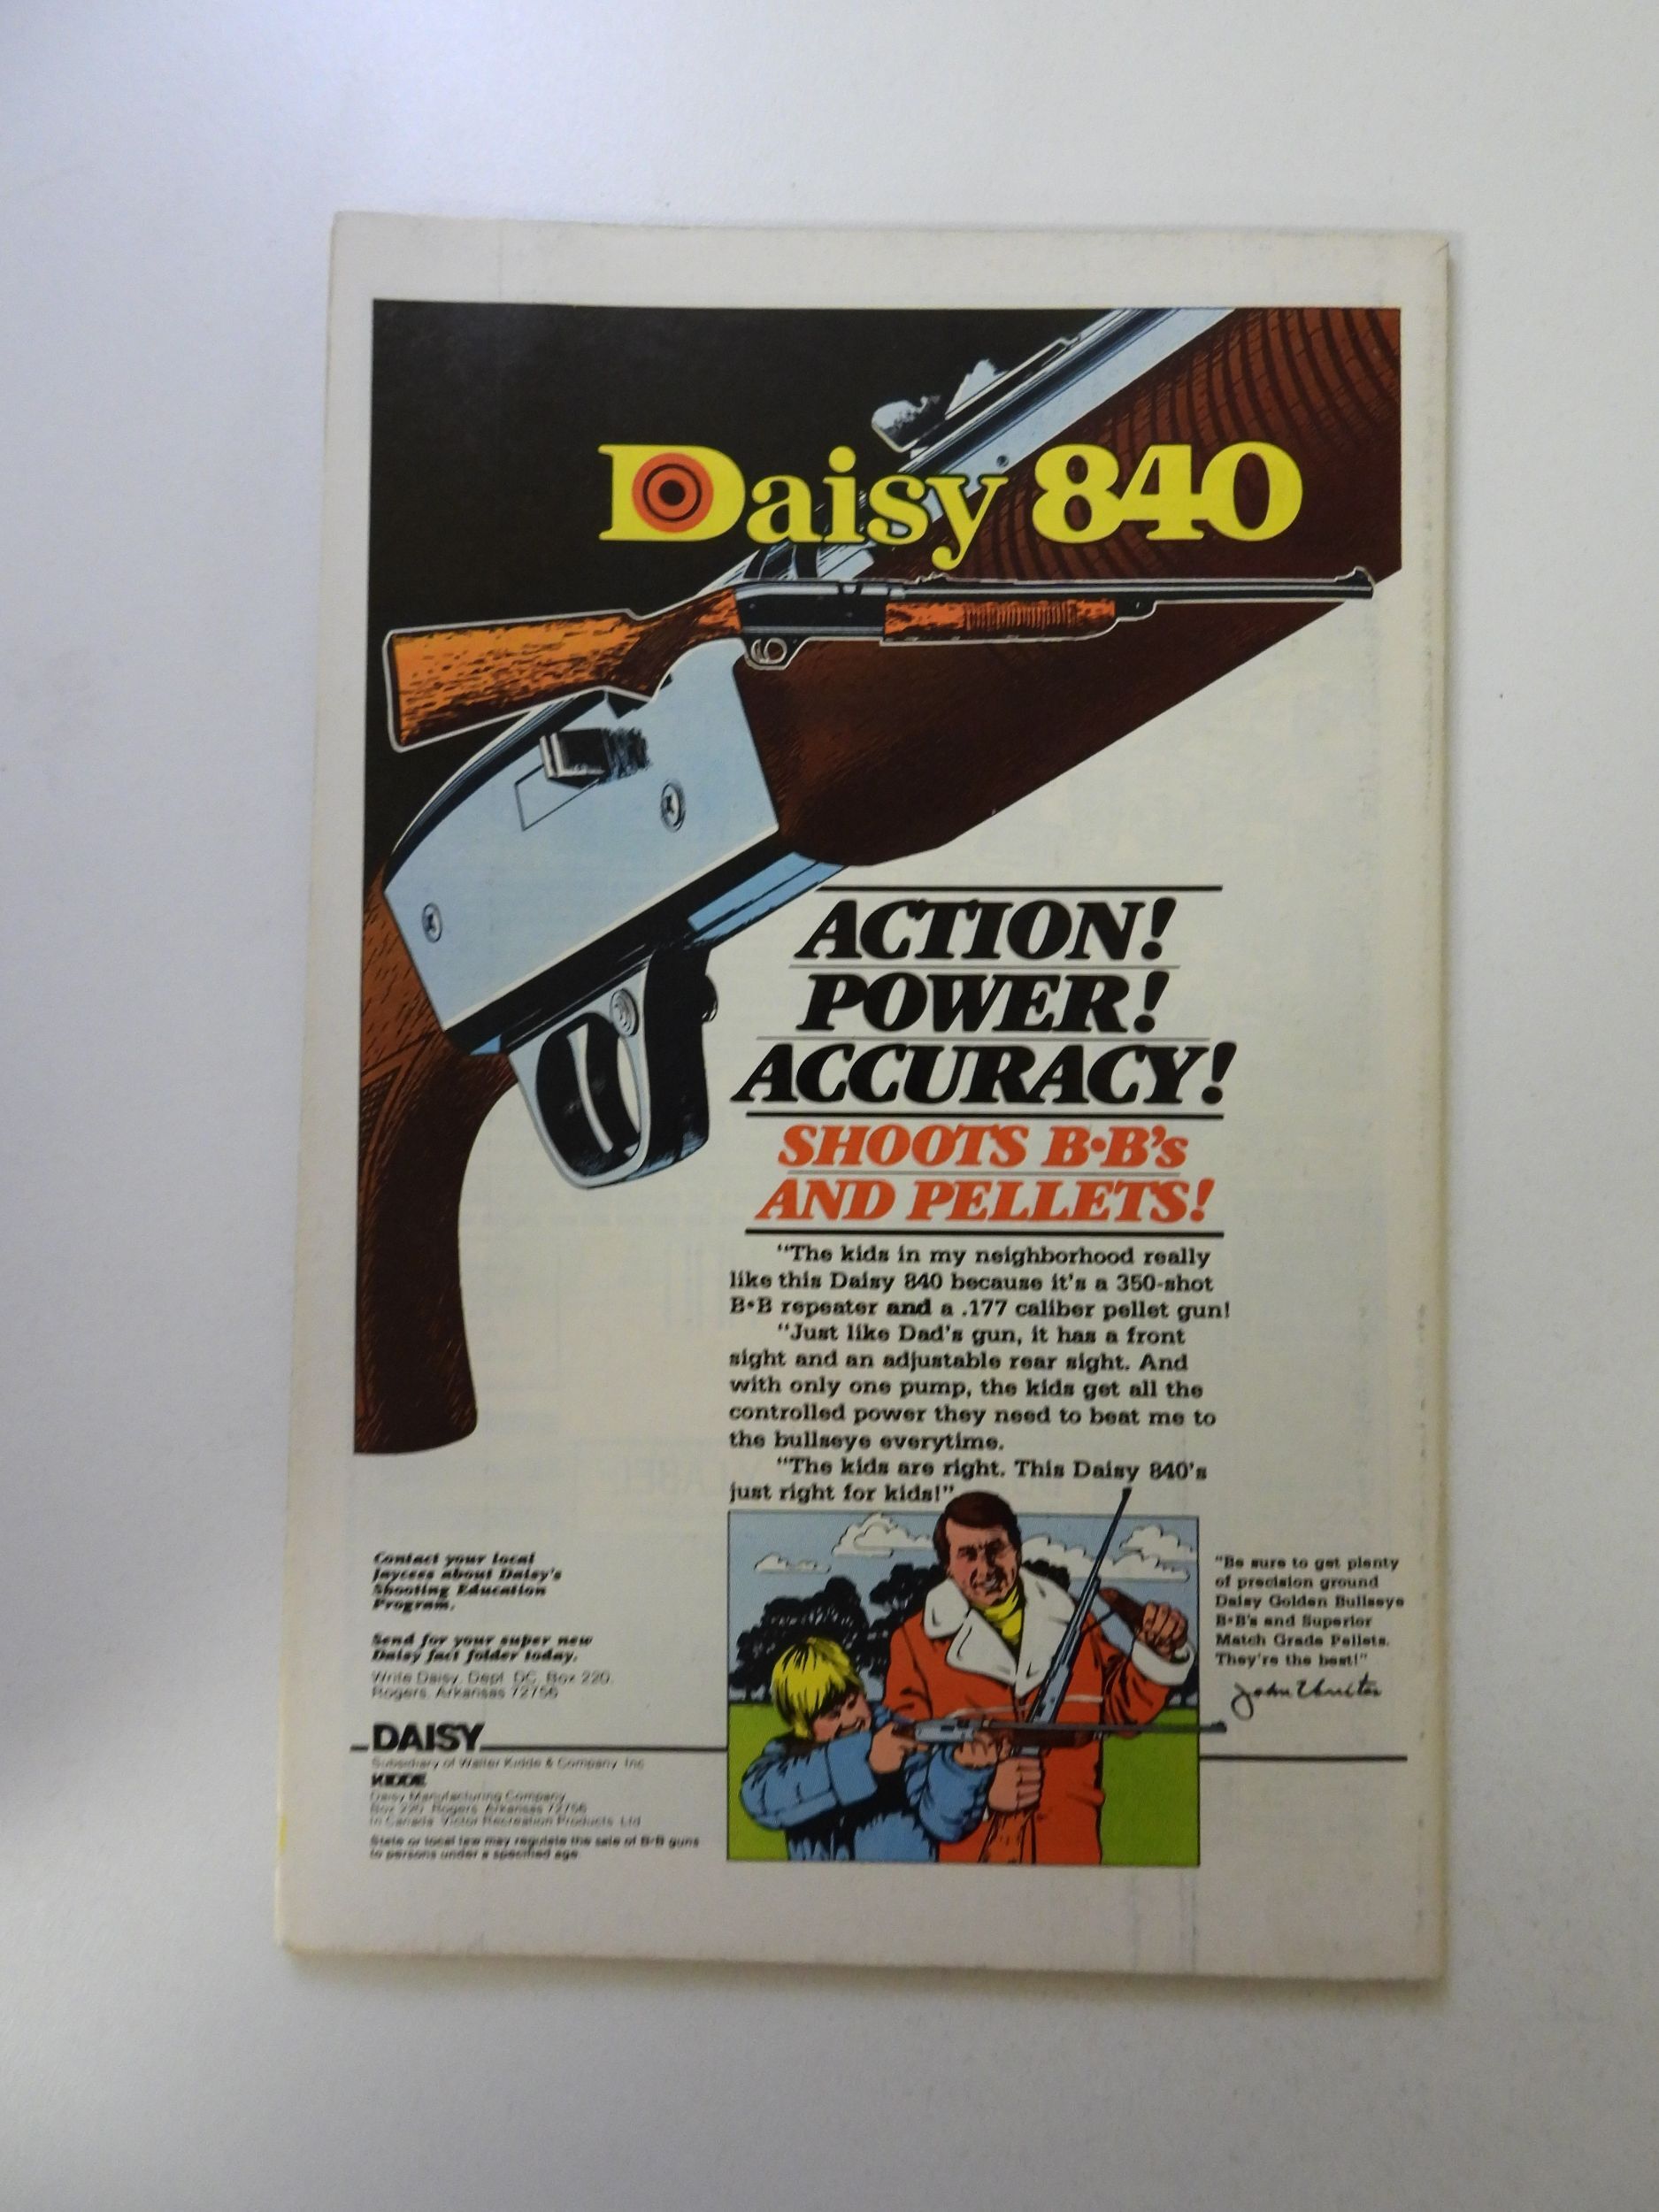 Daisy 840
ACTION!
POWER!
ACCURACY!
SHOOTS B•B's
AND PELLETS!
"The kids in my neighborhood really
like this Daisy 840 because it's a 350-shot
B•B repeater and a .177 caliber pellet gun!
"Just like Dad's gun, it has a front
sight and an adjustable rear sight. And
with only one pump, the kids get all the
controlled power they need to beat me to
the bullseye everytime.
"The kids are right. This Daisy 840's
just right for kids!"
Contact your local
Jaycees about Daisy's
Shooting Education
Program.
Send for your super new
Daisy fact folder today.
Write Daisy, Dept. DC, Box 220,
Rogers, Arkansas 72756
DAISY
Subsidiary of Walter Kidde & Company, Inc.
KIDDE
Daisy Manufacturing Company
Box 220, Rogers, Arkansas 72756
In Canada: Victor Recreation Products, Ltd.
State or local law may regulate the sale of B•B guns
to persons under a specified age
"Be sure to get plenty
of precision ground
Daisy Golden Bullseye
B•B's and Superior
Match Grade Pellets.
They're the best!"